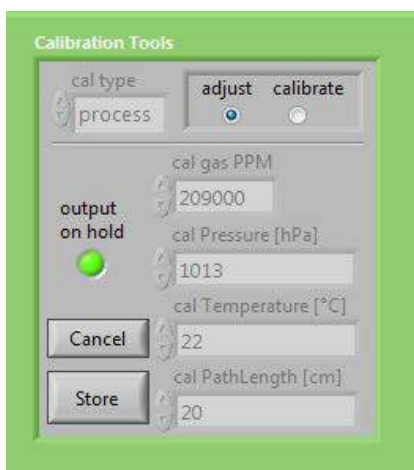 Calibration Tools
cal type
process
adjust calibrate
cal gas PPM
209000
output
on hold
cal Pressure [hPa]
1013
cal Temperature [°C]
22
Cancel
Store
cal PathLength [cm]
20